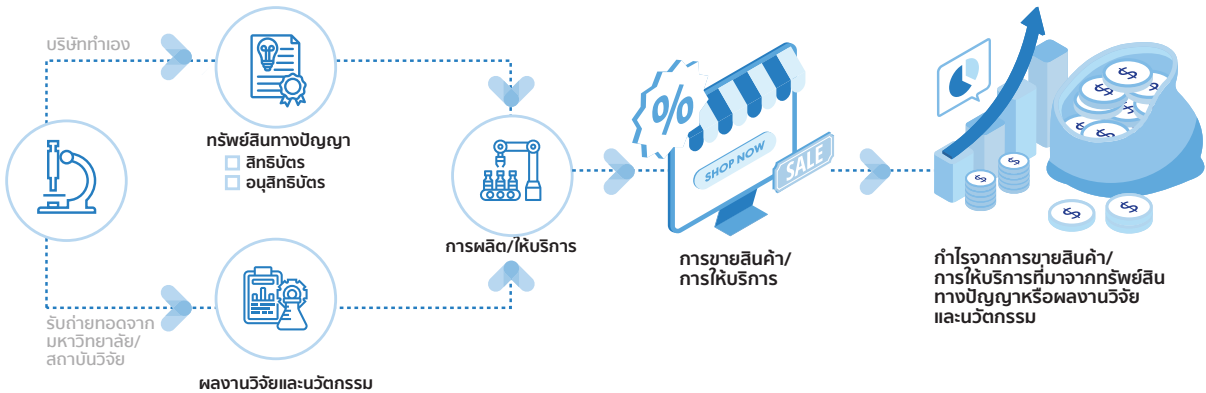 บริษัททำเอง
ทรัพย์สินทางปัญญา
สิทธิบัตร
อนุสิทธิบัตร
รับถ่ายทอดจาก
มหาวิทยาลัย/
สถาบันวิจัย
ผลงานวิจัยและนวัตกรรม
การผลิต/ให้บริการ
%
SHOP NOW
SALE
การขายสินค้า/
การให้บริการ
$
$
$
$
$
$
$
$
กำไรจากการขายสินค้า/
การให้บริการที่มาจากทรัพย์สิน
ทางปัญญาหรือผลงานวิจัย
และนวัตกรรม